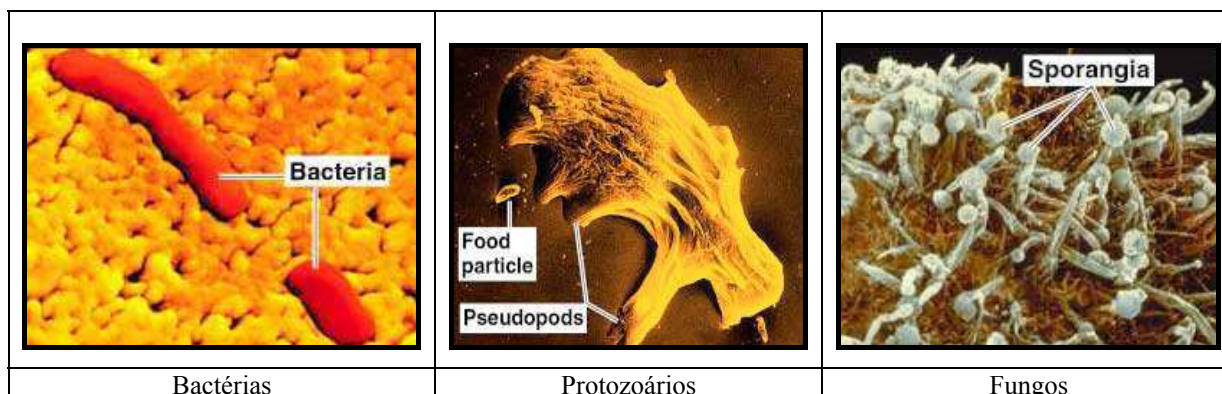 Bacteria
Food
particle
Pseudopods
Sporangia
Bactérias
Protozoários
Fungos